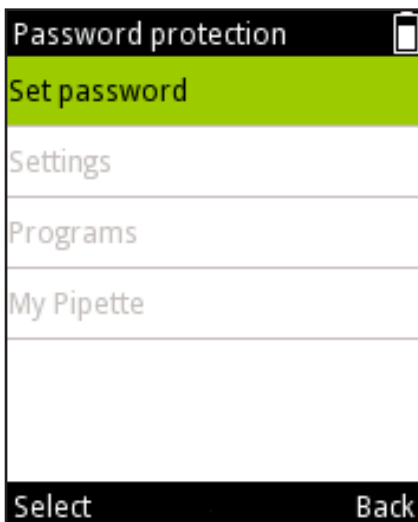 Password protection
Set password
Settings
Programs
My Pipette
Select Back